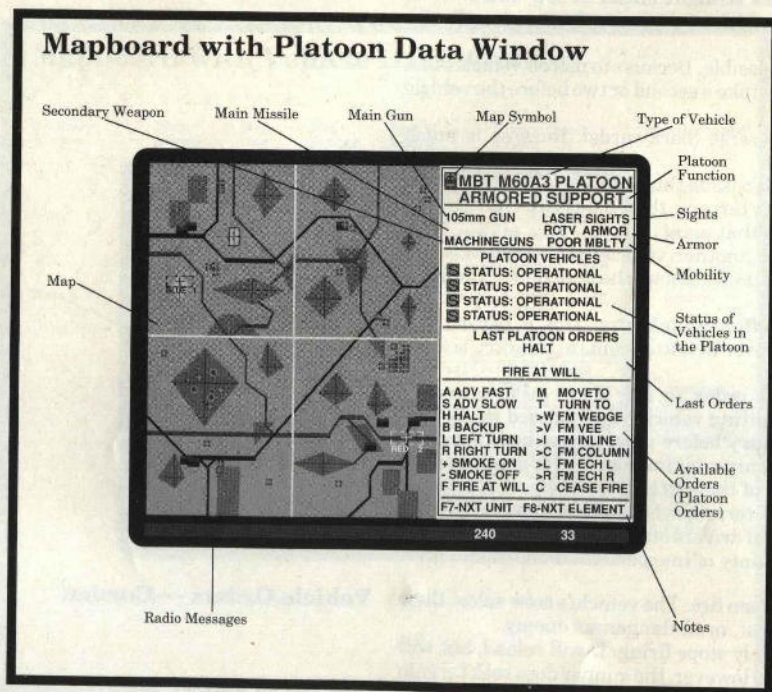 Mapboard with Platoon Data Window
Secondary Weapon
Main Missile
Main Gun
Map Symbol
Type of Vehicle
Platoon
Function
Sights
Armor
Mobility
Map
Status of
Vehicles in
the Platoon
Last Orders
Available
Orders
(Platoon
Orders)
Radio Messages
Notes
MBT M60A3 PLATOON
ARMORED SUPPORT
105mm GUN LASER SIGHTS
RCTV ARMOR
MACHINEGUNS POOR MBLTY
PLATOON VEHICLES
STATUS: OPERATIONAL
STATUS: OPERATIONAL
STATUS: OPERATIONAL
STATUS: OPERATIONAL
LAST PLATOON ORDERS
HALT
FIRE AT WILL
A ADV FAST M MOVETO
S ADV SLOW T TURN TO
H HALT >W FM WEDGE
B BACKUP >V FM VEE
L LEFT TURN >I FM INLINE
R RIGHT TURN >C FM COLUMN
+ SMOKE ON >L FM ECH L
- SMOKE OFF >R FM ECH R
F FIRE AT WILL C CEASE FIRE
F7-NXT UNIT F8-NXT ELEMENT
240 33